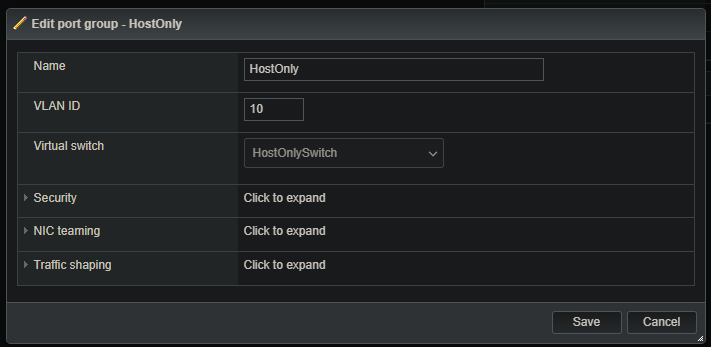 Edit port group - HostOnly
Name HostOnly
VLAN ID 10
Virtual switch HostOnlySwitch
Security Click to expand
NIC teaming Click to expand
Traffic shaping Click to expand
Save Cancel